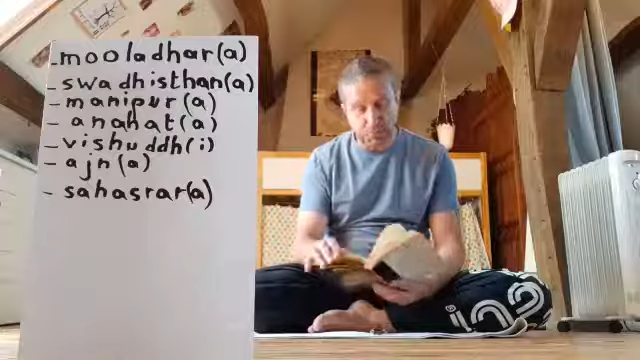 - mooladhar(a)
- swadhisthan(a)
- manipur(a)
- anahat(a)
- vishuddh(i)
- ajn(a)
- sahasrar(a)